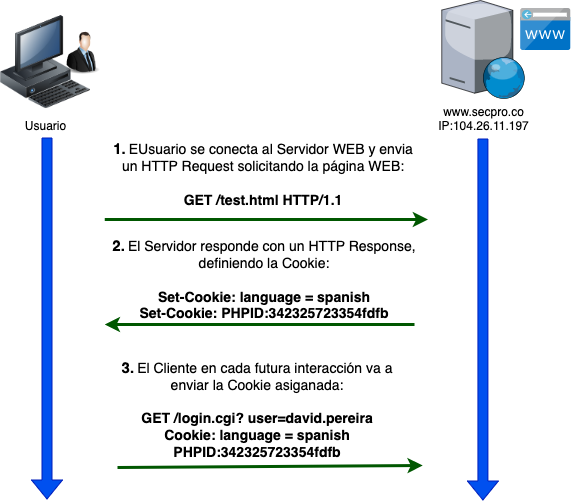 www
Usuario
www.secpro.co
IP:104.26.11.197
1. EUsuario se conecta al Servidor WEB y envia
un HTTP Request solicitando la página WEB:
GET /test.html HTTP/1.1
2. El Servidor responde con un HTTP Response,
definiendo la Cookie:
Set-Cookie: language = spanish
Set-Cookie: PHPID:342325723354fdfb
3. El Cliente en cada futura interacción va a
enviar la Cookie asiganada:
GET /login.cgi? user=david.pereira
Cookie: language = spanish
PHPID:342325723354fdfb